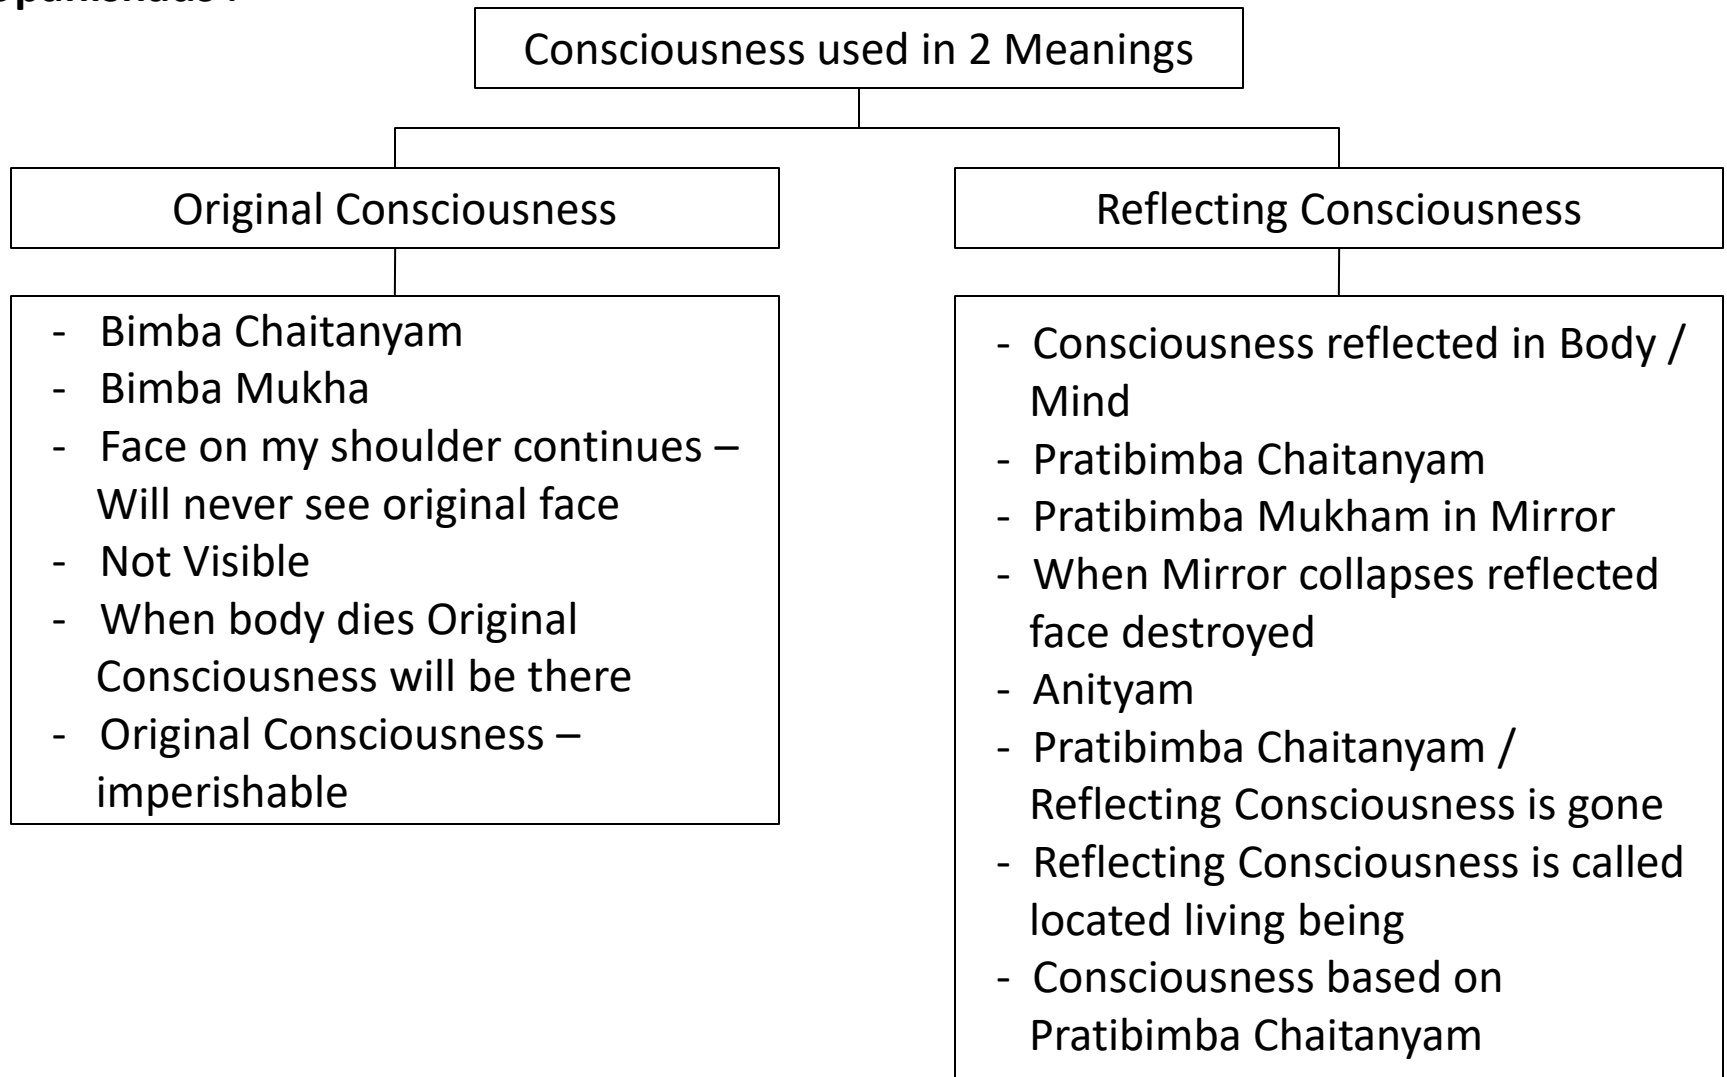 Consciousness used in 2 Meanings
Original Consciousness
- Bimba Chaitanyam
- Bimba Mukha
- Face on my shoulder continues –
Will never see original face
- Not Visible
- When body dies Original
Consciousness will be there
- Original Consciousness –
imperishable
Reflecting Consciousness
- Consciousness reflected in Body /
Mind
- Pratibimba Chaitanyam
- Pratibimba Mukham in Mirror
- When Mirror collapses reflected
face destroyed
- Anityam
- Pratibimba Chaitanyam /
Reflecting Consciousness is gone
- Reflecting Consciousness is called
located living being
- Consciousness based on
Pratibimba Chaitanyam